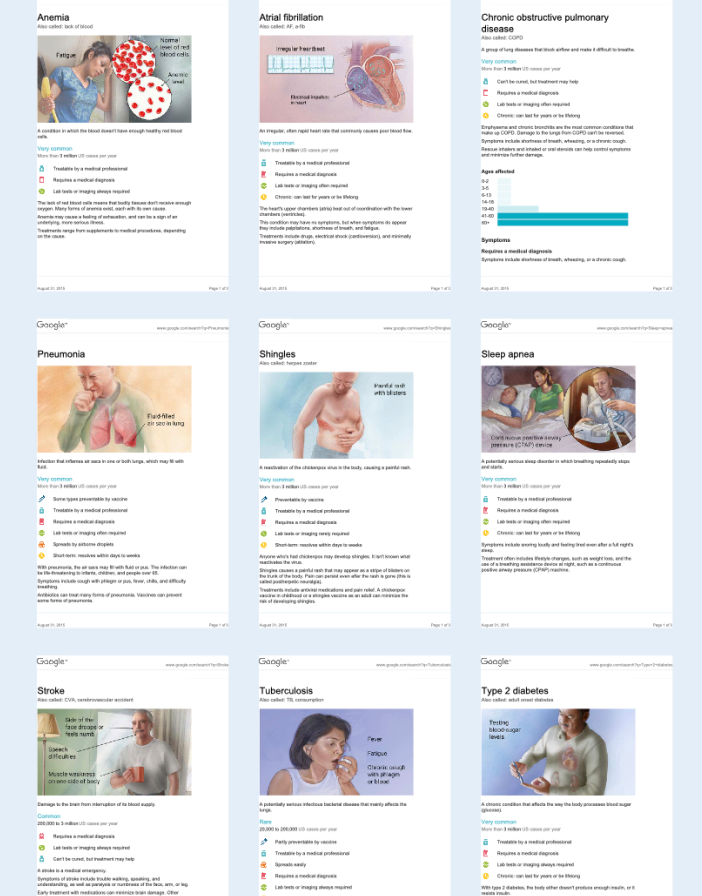 Anemia
Also called: lack of blood
Fatigue
Normal
level of red
blood cells
Anemic
level
A condition in which the blood doesn't have enough healthy red blood
cells.
Very common
More than 3 million US cases per year
Treatable by a medical professional
Requires a medical diagnosis
Lab tests or imaging always required
The lack of red blood cells means that bodily tissues don't receive enough
oxygen. Many forms of anemia exist, each with its own cause.
Anemia may cause a feeling of exhaustion, and can be a sign of an
underlying, more serious illness.
Treatments range from supplements to medical procedures, depending
on the cause.
August 31, 2015
Page 1 of 3
Atrial fibrillation
Also called: AF, a-fib
Irregular heartbeat
Electrical impulses
in heart
An irregular, often rapid heart rate that commonly causes poor blood flow.
Very common
More than 3 million US cases per year
Treatable by a medical professional
Requires a medical diagnosis
Lab tests or imaging often required
Chronic: can last for years or be lifelong
The heart's upper chambers (atria) beat out of coordination with the lower
chambers (ventricles).
This condition may have no symptoms, but when symptoms do appear
they include palpitations, shortness of breath, and fatigue.
Treatments include drugs, electrical shock (cardioversion), and minimally
invasive surgery (ablation).
August 31, 2015
Page 1 of 3
Chronic obstructive pulmonary
disease
Also called: COPD
A group of lung diseases that block airflow and make it difficult to breathe.
Very common
More than 3 million US cases per year
Can't be cured, but treatment may help
Requires a medical diagnosis
Lab tests or imaging often required
Chronic: can last for years or be lifelong
Emphysema and chronic bronchitis are the most common conditions that
make up COPD. Damage to the lungs from COPD can't be reversed.
Symptoms include shortness of breath, wheezing, or a chronic cough.
Rescue inhalers and inhaled or oral steroids can help control symptoms
and minimize further damage.
Ages affected
0-2
3-5
6-13
14-18
19-40
41-60
60+
Symptoms
Requires a medical diagnosis
Symptoms include shortness of breath, wheezing, or a chronic cough.
August 31, 2015
Page 1 of 3
Google
www.google.com/search?q=Pneumonia
Pneumonia
Fluid-filled
air sac in lung
Infection that inflames air sacs in one or both lungs, which may fill with
fluid.
Very common
More than 3 million US cases per year
Some types preventable by vaccine
Treatable by a medical professional
Requires a medical diagnosis
Lab tests or imaging often required
Spreads by airborne droplets
Short-term: resolves within days to weeks
With pneumonia, the air sacs may fill with fluid or pus. The infection can
be life-threatening to infants, children, and people over 65.
Symptoms include cough with phlegm or pus, fever, chills, and difficulty
breathing.
Antibiotics can treat many forms of pneumonia. Vaccines can prevent
some forms of pneumonia.
August 31, 2015
Page 1 of 3
Google
www.google.com/search?q=Shingles
Shingles
Also called: herpes zoster
Painful rash
with blisters
A reactivation of the chickenpox virus in the body, causing a painful rash.
Very common
More than 3 million US cases per year
Preventable by vaccine
Treatable by a medical professional
Requires a medical diagnosis
Lab tests or imaging rarely required
Short-term: resolves within days to weeks
Anyone who's had chickenpox may develop shingles. It isn't known what
reactivates the virus.
Shingles causes a painful rash that may appear as a stripe of blisters on
the trunk of the body. Pain can persist even after the rash is gone (this is
called postherpetic neuralgia).
Treatments include antiviral medications and pain relief. A chickenpox
vaccine in childhood or a shingles vaccine as an adult can minimize the
risk of developing shingles.
August 31, 2015
Page 1 of 3
Google
www.google.com/search?q=Sleep+apnea
Sleep apnea
Continuous positive airway
pressure (CPAP) device
A potentially serious sleep disorder in which breathing repeatedly stops
and starts.
Very common
More than 3 million US cases per year
Treatable by a medical professional
Requires a medical diagnosis
Lab tests or imaging often required
Chronic: can last for years or be lifelong
Symptoms include snoring loudly and feeling tired even after a full night's
sleep.
Treatment often includes lifestyle changes, such as weight loss, and the
use of a breathing assistance device at night, such as a continuous
positive airway pressure (CPAP) machine.
August 31, 2015
Page 1 of 3
Google
www.google.com/search?q=Stroke
Stroke
Also called: CVA, cerebrovascular accident
Side of the
face droops or
feels numb
Speech
difficulties
Muscle weakness
on one side of body
Damage to the brain from interruption of its blood supply.
Common
200,000 to 3 million US cases per year
Requires a medical diagnosis
Lab tests or imaging always required
Can't be cured, but treatment may help
A stroke is a medical emergency.
Symptoms of stroke include trouble walking, speaking, and
understanding, as well as paralysis or numbness of the face, arm, or leg.
Early treatment with medications can minimize brain damage. Other
Google
www.google.com/search?q=Tuberculosis
Tuberculosis
Also called: TB, consumption
Fever
Fatigue
Chronic cough
with phlegm
or blood
A potentially serious infectious bacterial disease that mainly affects the
lungs.
Rare
20,000 to 200,000 US cases per year
Partly preventable by vaccine
Treatable by a medical professional
Spreads easily
Requires a medical diagnosis
Lab tests or imaging always required
Google
www.google.com/search?q=Type+2+diabetes
Type 2 diabetes
Also called: adult onset diabetes
Testing
blood-sugar
levels
A chronic condition that affects the way the body processes blood sugar
(glucose).
Very common
More than 3 million US cases per year
Treatable by a medical professional
Requires a medical diagnosis
Lab tests or imaging always required
Chronic: can last for years or be lifelong
With type 2 diabetes, the body either doesn't produce enough insulin, or it
resists insulin.